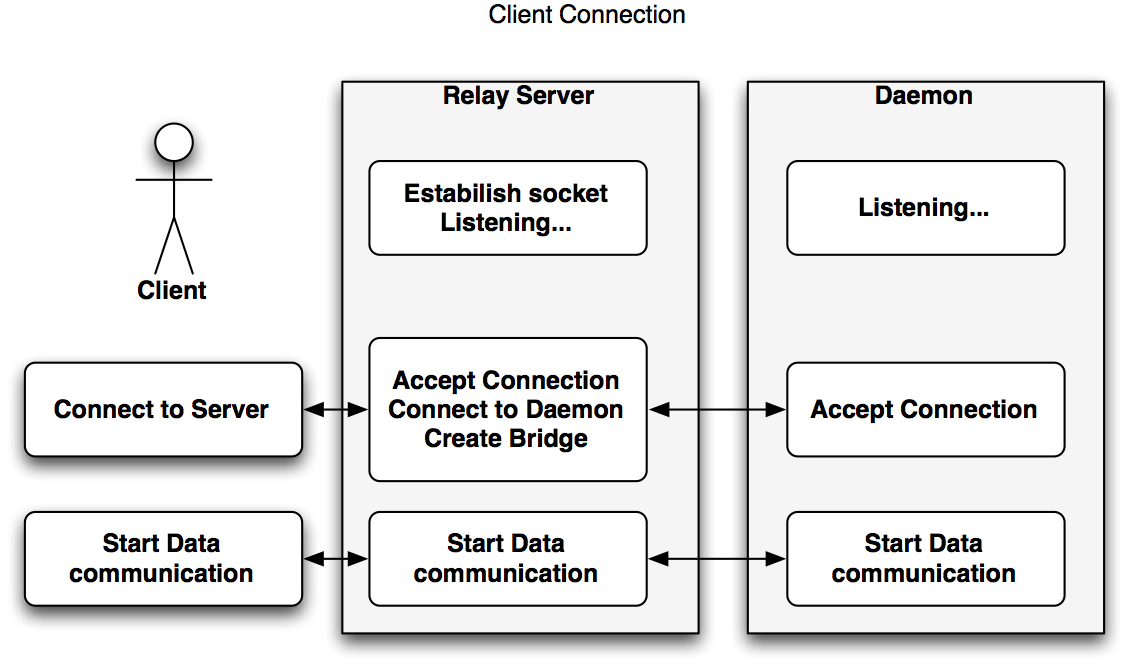 Client Connection
Relay Server
Daemon
Estabilish socket
Listening...
Listening...
Client
Connect to Server
Accept Connection
Connect to Daemon
Create Bridge
Accept Connection
Start Data
communication
Start Data
communication
Start Data
communication